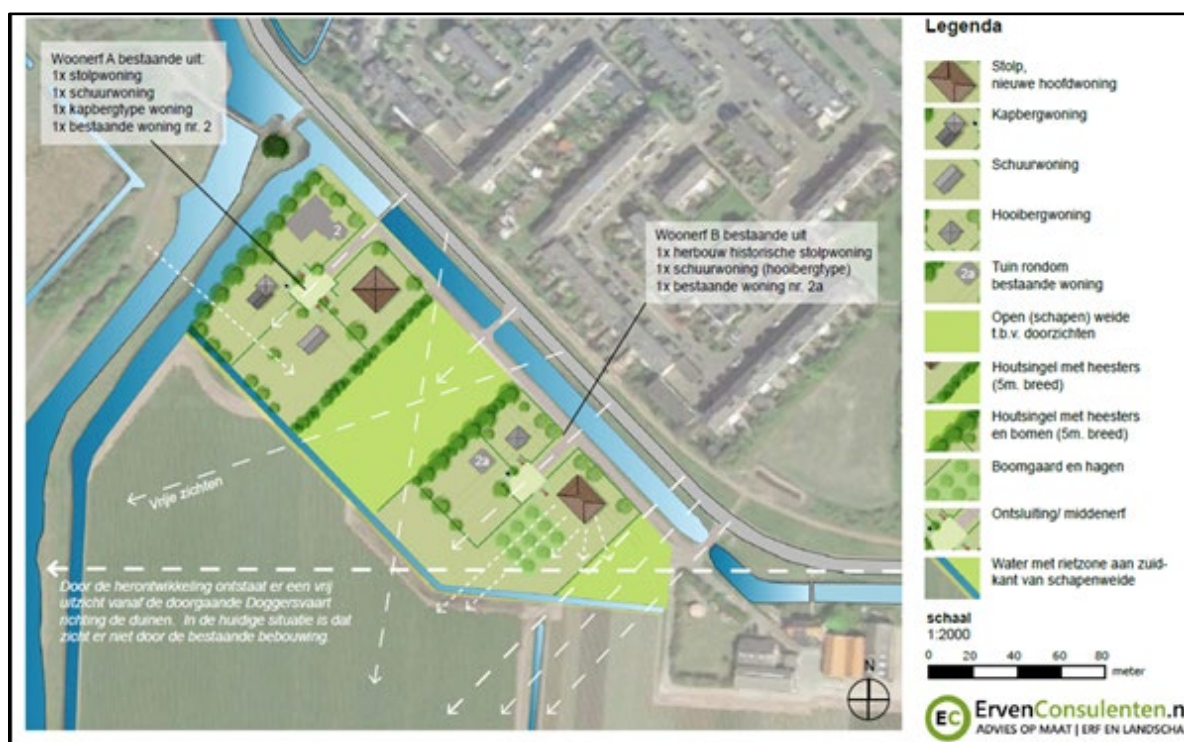 Woonerf A bestaande uit:
1x stolpwoning
1x schuurwoning
1x kapbergtype woning
1x bestaande woning nr. 2
2
Woonerf B bestaande uit
1x herbouw historische stolpwoning
1x schuurwoning (hooibergtype)
1x bestaande woning nr. 2a
2a
Vrije zichten
Door de herontwikkeling ontstaat er een vrij
uitzicht vanaf de doorgaande Doggersvaart
richting de duinen. In de huidige situatie is dat
zicht er niet door de bestaande bebouwing.
N
Legenda
Stolp,
nieuwe hoofdwoning
Kapbergwoning
Schuurwoning
Hooibergwoning
2a
Tuin rondom
bestaande woning
Open (schapen) weide
t.b.v. doorzichten
Houtsingel met heesters
(5m. breed)
Houtsingel met heesters
en bomen (5m. breed)
Boomgaard en hagen
Ontsluiting/ middenerf
Water met rietzone aan zuid-
kant van schapenweide
schaal
1:2000
0 20 40 60 80
meter
EC ErvenConsulenten.n
ADVIES OP MAAT | ERF EN LANDSCHA